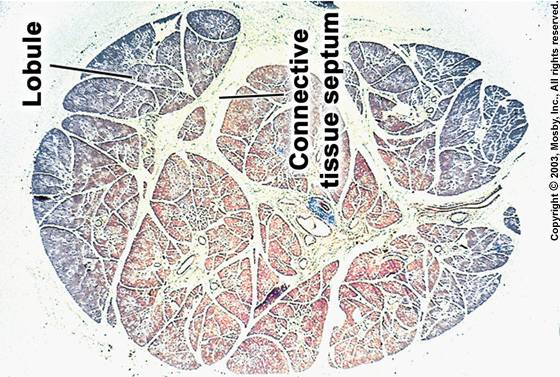 Lobule
Connective
tissue septum
Copyright © 2003, Mosby, Inc., All rights reserved.